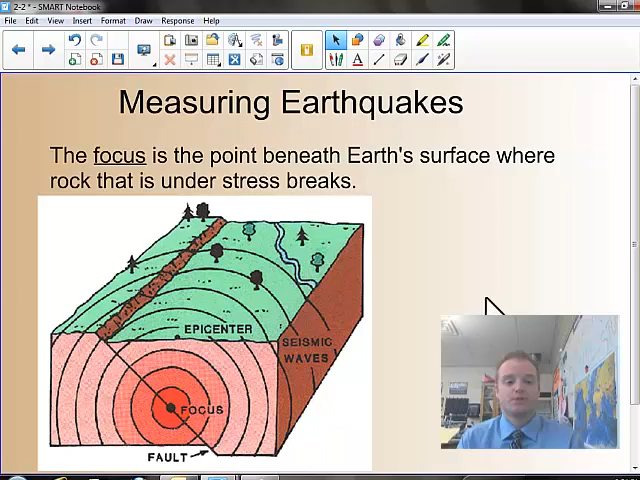 2-2 * - SMART Notebook
File Edit View Insert Format Draw Response Help
Measuring Earthquakes
The focus is the point beneath Earth's surface where
rock that is under stress breaks.
EPICENTER
SEISMIC
WAVES
FOCUS
FAULT